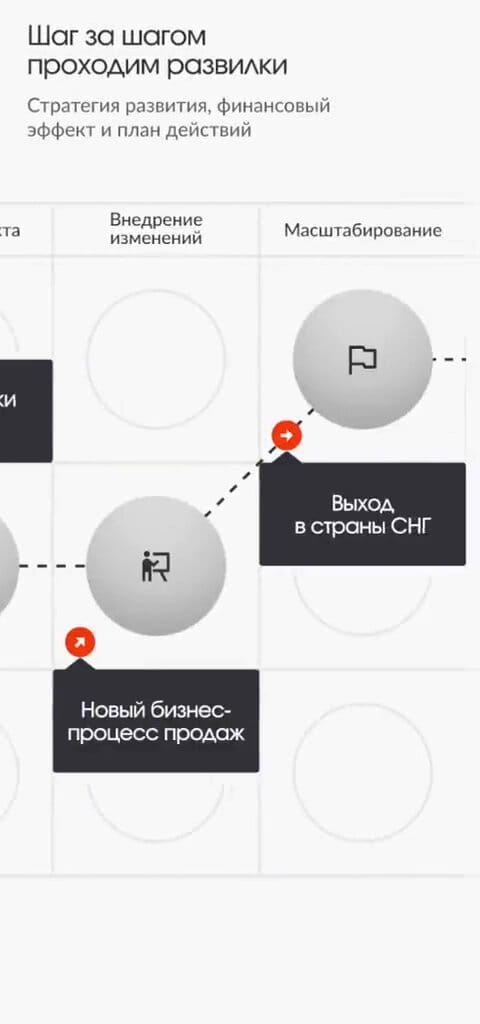 Шаг за шагом
проходим развилки
Стратегия развития, финансовый
эффект и план действий
кта
Внедрение
изменений
Масштабирование
ки
Выход
в страны СНГ
Новый бизнес-
процесс продаж